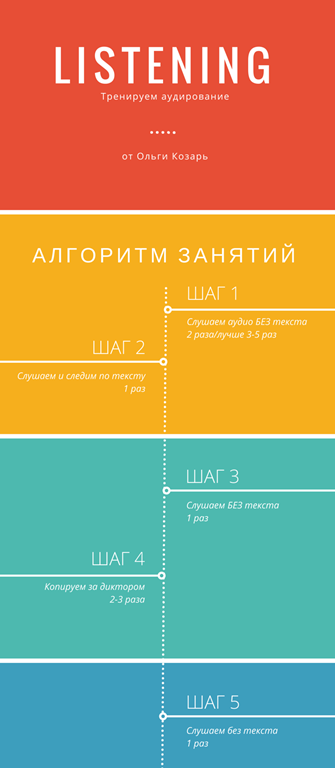 LISTENING
Тренируем аудирование
от Ольги Козарь
АЛГОРИТМ ЗАНЯТИЙ
ШАГ 1
Слушаем аудио БЕЗ текста
2 раза/лучше 3-5 раз
ШАГ 2
Слушаем и следим по тексту
1 раз
ШАГ 3
Слушаем БЕЗ текста
1 раз
ШАГ 4
Копируем за диктором
2-3 раза
ШАГ 5
Слушаем без текста
1 раз